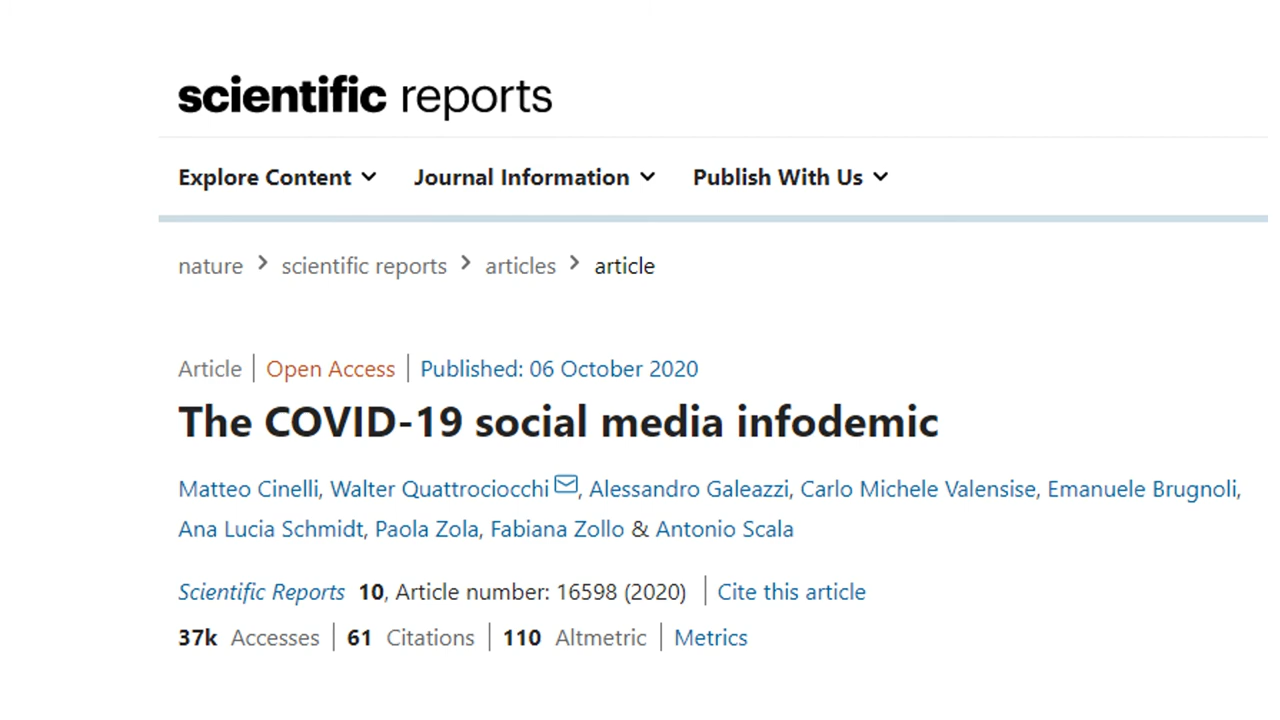 scientific reports
Explore Content Journal Information Publish With Us
nature > scientific reports > articles > article
Article | Open Access | Published: 06 October 2020
The COVID-19 social media infodemic
Matteo Cinelli, Walter Quattrociocchi, Alessandro Galeazzi, Carlo Michele Valensise, Emanuele Brugnoli,
Ana Lucia Schmidt, Paola Zola, Fabiana Zollo & Antonio Scala
Scientific Reports 10, Article number: 16598 (2020) | Cite this article
37k Accesses | 61 Citations | 110 Altmetric | Metrics